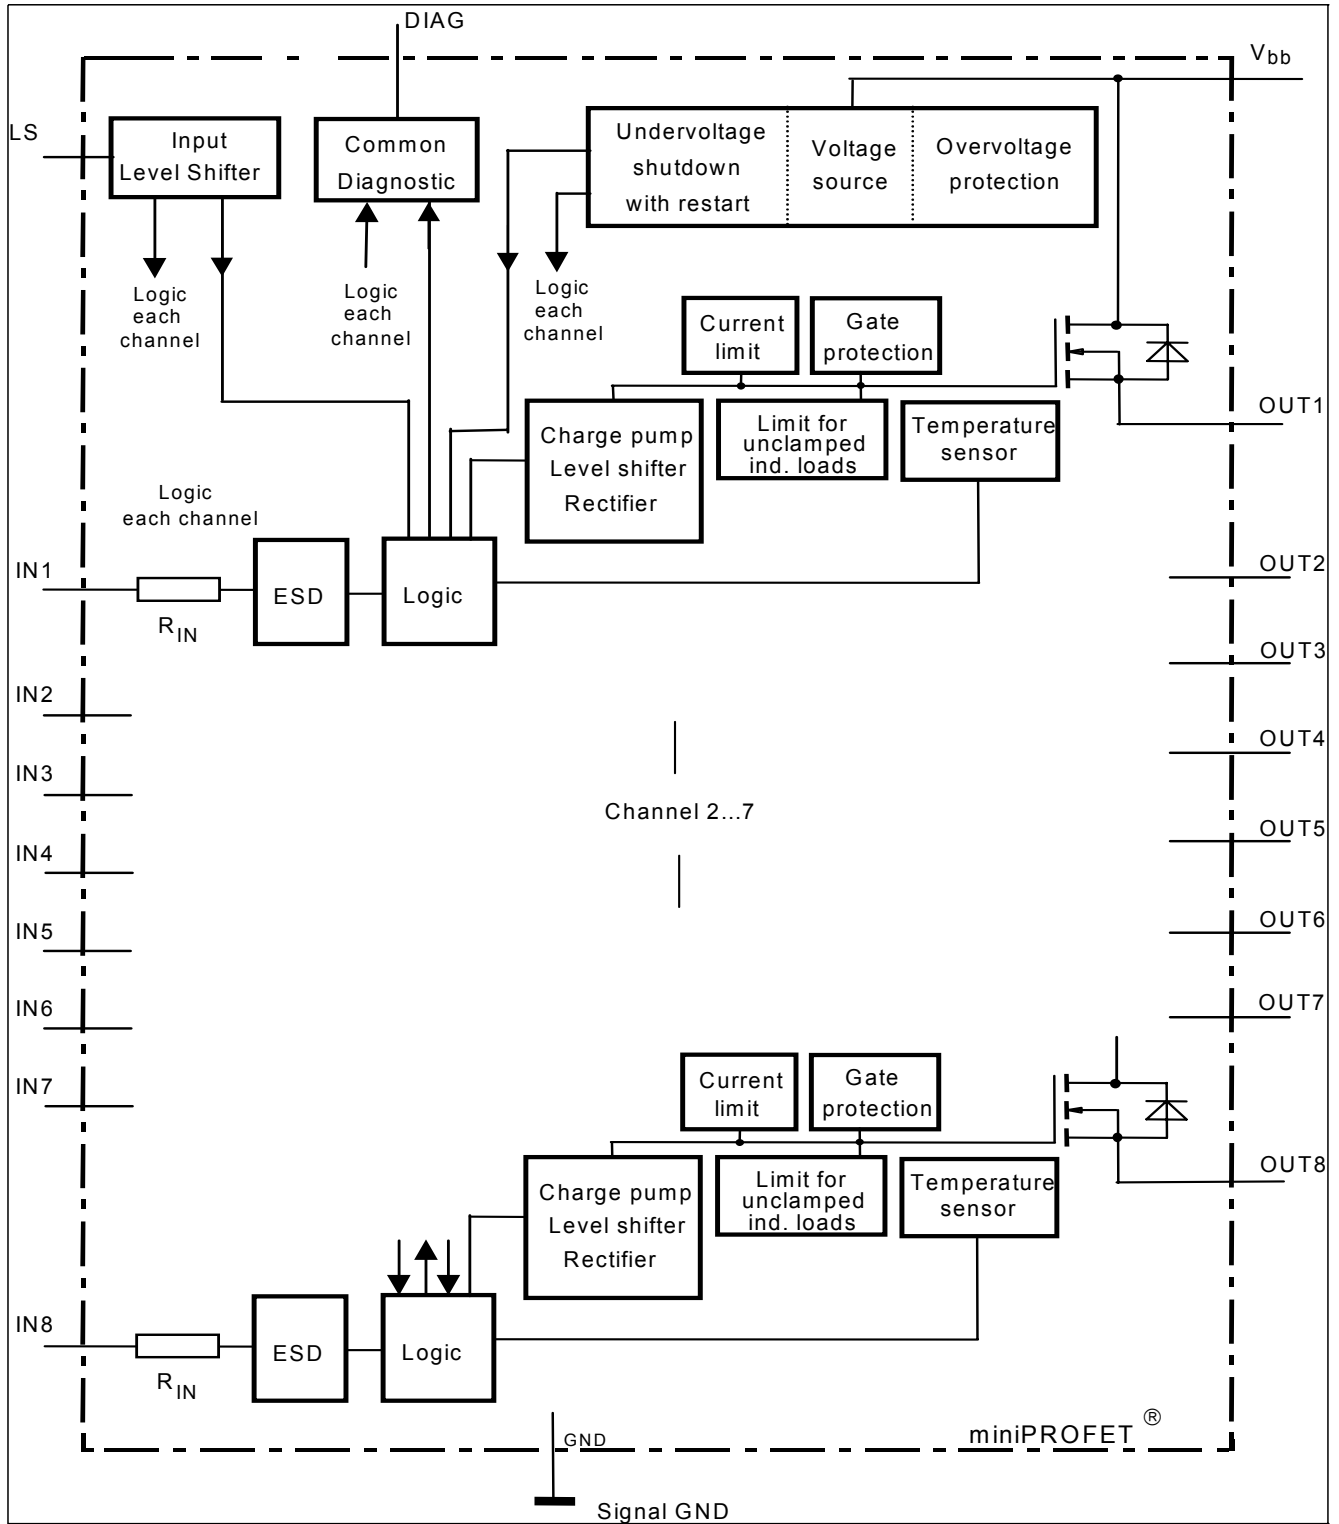 DIAG
Vbb
LS
Input
Level Shifter
Common
Diagnostic
Undervoltage
shutdown
with restart
Voltage
source
Overvoltage
protection
Logic
each
channel
Logic
each
channel
Logic
each
channel
Current
limit
Gate
protection
OUT1
Charge pump
Level shifter
Rectifier
Limit for
unclamped
ind. loads
Temperature
sensor
Logic
each channel
IN1
RIN
ESD
Logic
OUT2
OUT3
IN2
OUT4
IN3
Channel 2...7
OUT5
IN4
OUT6
IN5
IN6
OUT7
IN7
Current
limit
Gate
protection
OUT8
Charge pump
Level shifter
Rectifier
Limit for
unclamped
ind. loads
Temperature
sensor
IN8
RIN
ESD
Logic
GND
miniPROFET ®
Signal GND